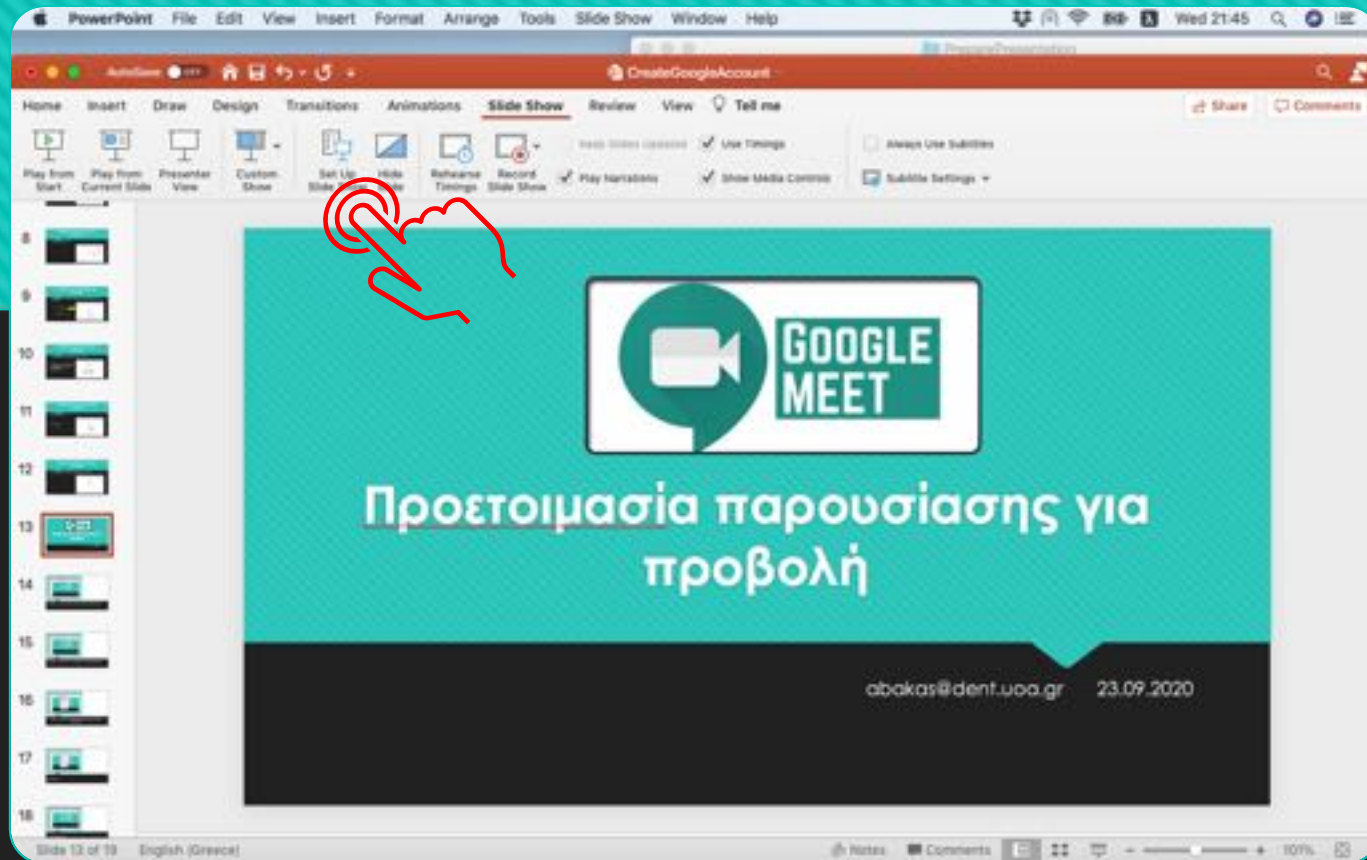 PowerPoint File Edit View Insert Format Arrange Tools Slide Show Window Help
Wed 21:45
PreparePresentation
AutoSave OFF
CreateGoogleAccount
Home Insert Draw Design Transitions Animations Slide Show Review View Tell me
Share Comments
Play from Start
Play from Current Slide
Presenter View
Custom Show
Set Up
Hide
Rehearse Timings
Record Slide Show
Use Timings
Play Narrations
Show Media Controls
Always Use Subtitles
Subtitle Settings
8
9
10
11
12
13
14
15
16
17
18
GOOGLE
MEET
Προετοιμασία παρουσίασης για
προβολή
abakas@dent.uoa.gr 23.09.2020
Slide 13 of 19 English (Greece)
Notes Comments
107%